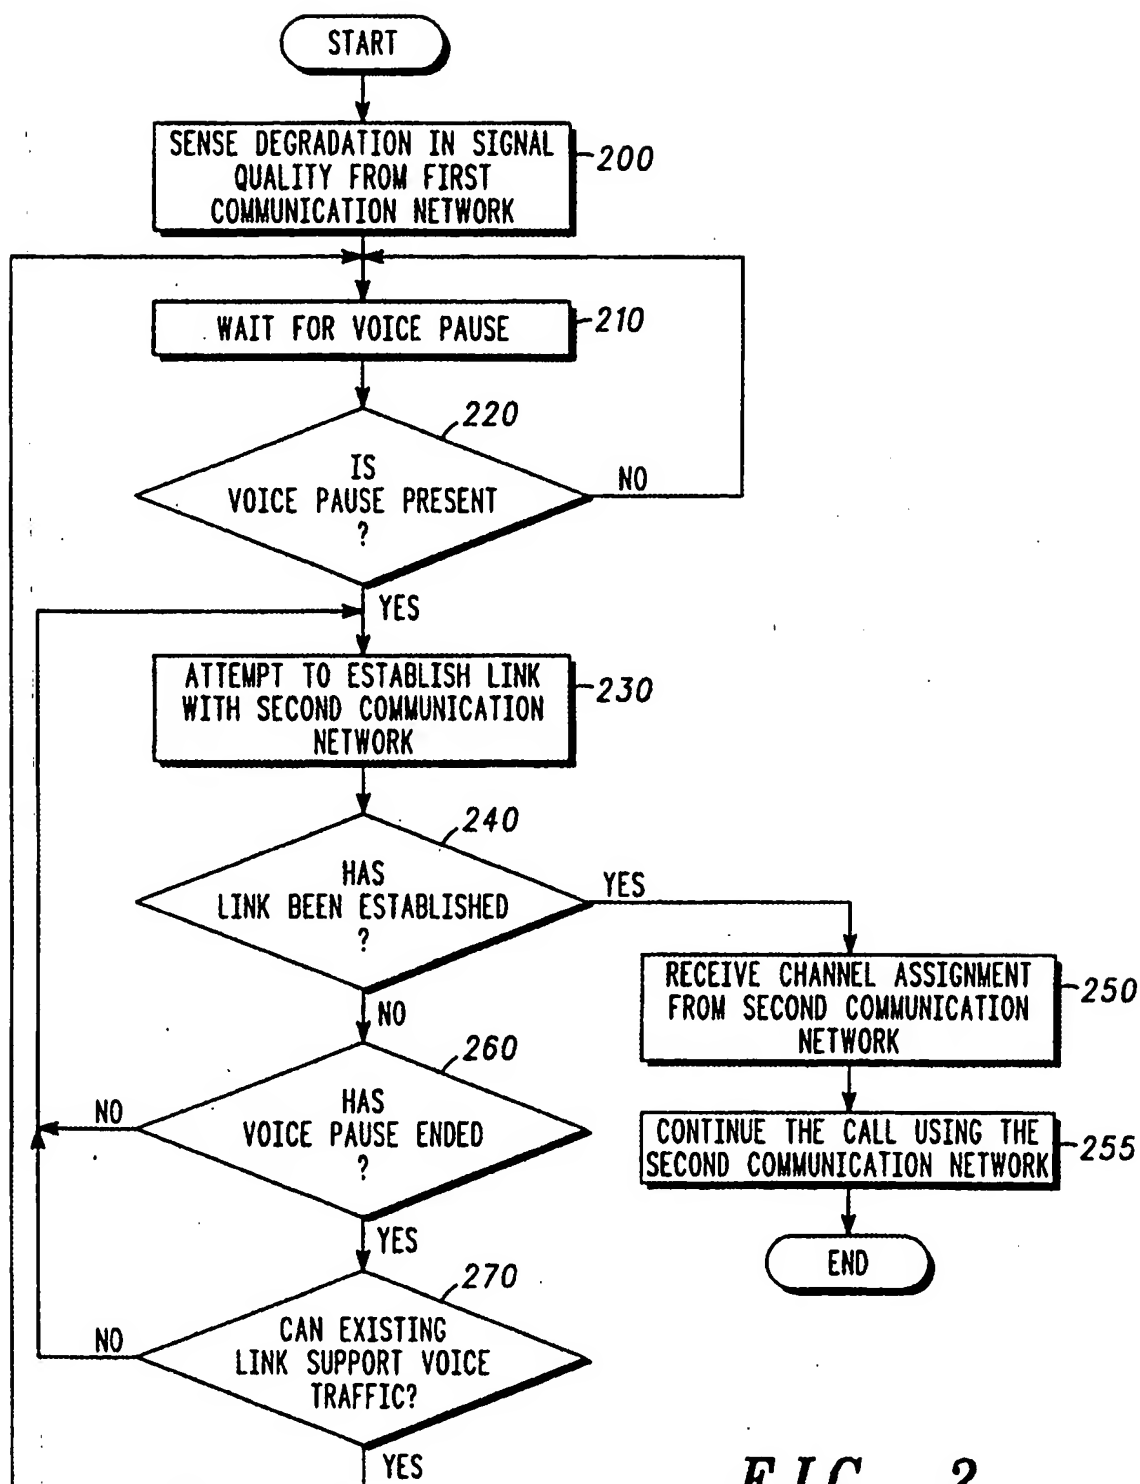 START
SENSE DEGRADATION IN SIGNAL
QUALITY FROM FIRST
COMMUNICATION NETWORK
200
WAIT FOR VOICE PAUSE
210
220
IS
VOICE PAUSE PRESENT
?
NO
YES
ATTEMPT TO ESTABLISH LINK
WITH SECOND COMMUNICATION
NETWORK
230
240
HAS
LINK BEEN ESTABLISHED
?
YES
RECEIVE CHANNEL ASSIGNMENT
FROM SECOND COMMUNICATION
NETWORK
250
NO
260
HAS
VOICE PAUSE ENDED
?
NO
CONTINUE THE CALL USING THE
SECOND COMMUNICATION NETWORK
255
YES
END
270
CAN EXISTING
LINK SUPPORT VOICE
TRAFFIC?
NO
YES
FIG. 2